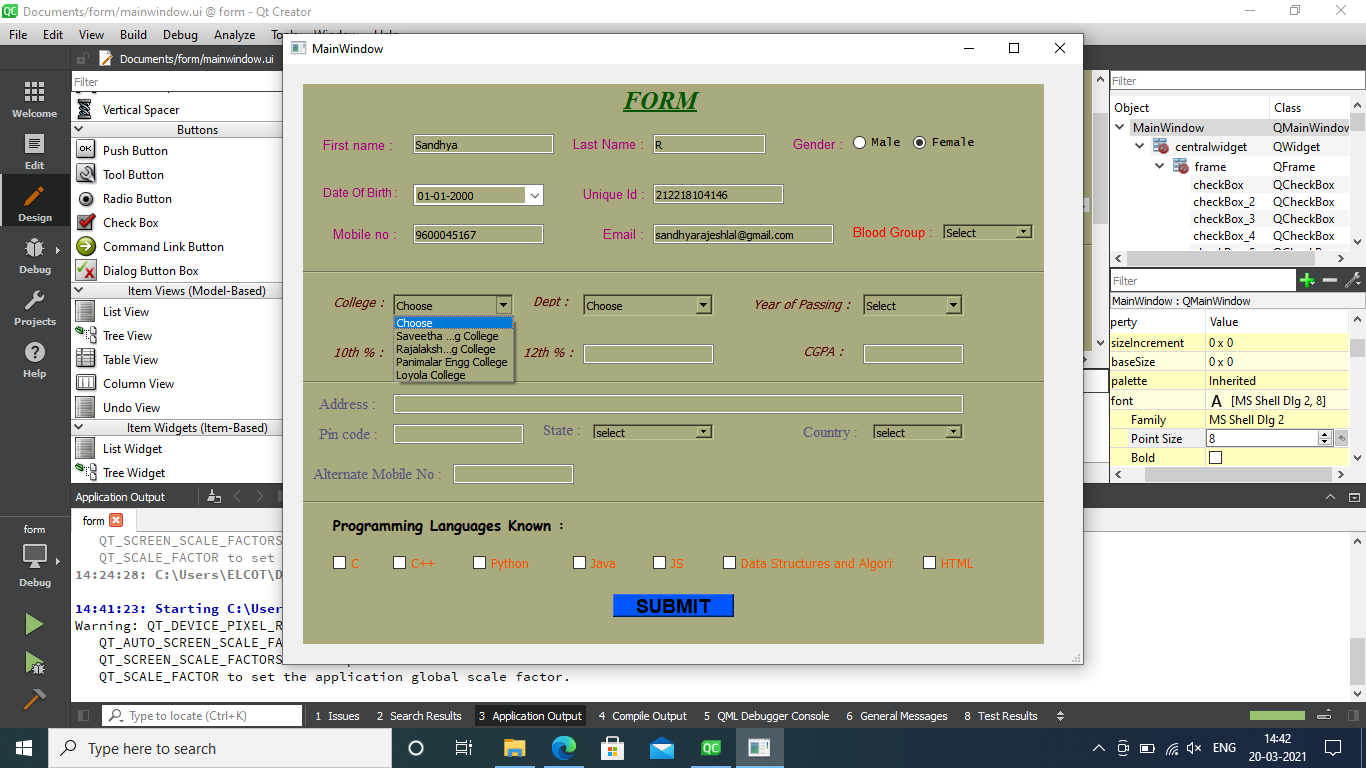 Documents/form/mainwindow.ui @ form - Qt Creator
File Edit View Build Debug Analyze
MainWindow
Documents/form/mainwindow.ui
Filter
Vertical Spacer
Buttons
Push Button
Tool Button
Radio Button
Check Box
Command Link Button
Dialog Button Box
Item Views (Model-Based)
List View
Tree View
Table View
Column View
Undo View
Item Widgets (Item-Based)
List Widget
Tree Widget
Welcome
Edit
Design
Debug
Projects
Help
form
Debug
FORM
First name : Sandhya Last Name : R Gender : Male Female
Date Of Birth : 01-01-2000 Unique Id : 212218104146
Mobile no : 9600045167 Email : sandhyarajeshlal@gmail.com Blood Group : Select
College : Choose Dept : Choose Year of Passing : Select
Choose
Saveetha ...g College
Rajalaksh...g College
Panimalar Engg College
Loyola College
10th % : 12th % : CGPA :
Address :
Pin code : State : select Country : select
Alternate Mobile No :
Programming Languages Known :
C C++ Python Java JS Data Structures and Algori HTML
SUBMIT
Filter
Object Class
MainWindow QMainWindow
centralwidget QWidget
frame QFrame
checkBox QCheckBox
checkBox_2 QCheckBox
checkBox_3 QCheckBox
checkBox_4 QCheckBox
Filter
MainWindow : QMainWindow
perty Value
sizeIncrement 0 x 0
baseSize 0 x 0
palette Inherited
font A [MS Shell Dlg 2, 8]
Family MS Shell Dlg 2
Point Size 8
Bold
Application Output
form
QT_SCREEN_SCALE_FACTORS
QT_SCALE_FACTOR to set
14:24:28: C:\Users\ELCOT\D
14:41:23: Starting C:\User
Warning: QT_DEVICE_PIXEL_R
QT_AUTO_SCREEN_SCALE_FA
QT_SCREEN_SCALE_FACTORS
QT_SCALE_FACTOR to set the application global scale factor.
Type to locate (Ctrl+K) 1 Issues 2 Search Results 3 Application Output 4 Compile Output 5 QML Debugger Console 6 General Messages 8 Test Results
Type here to search
ENG
14:42
20-03-2021